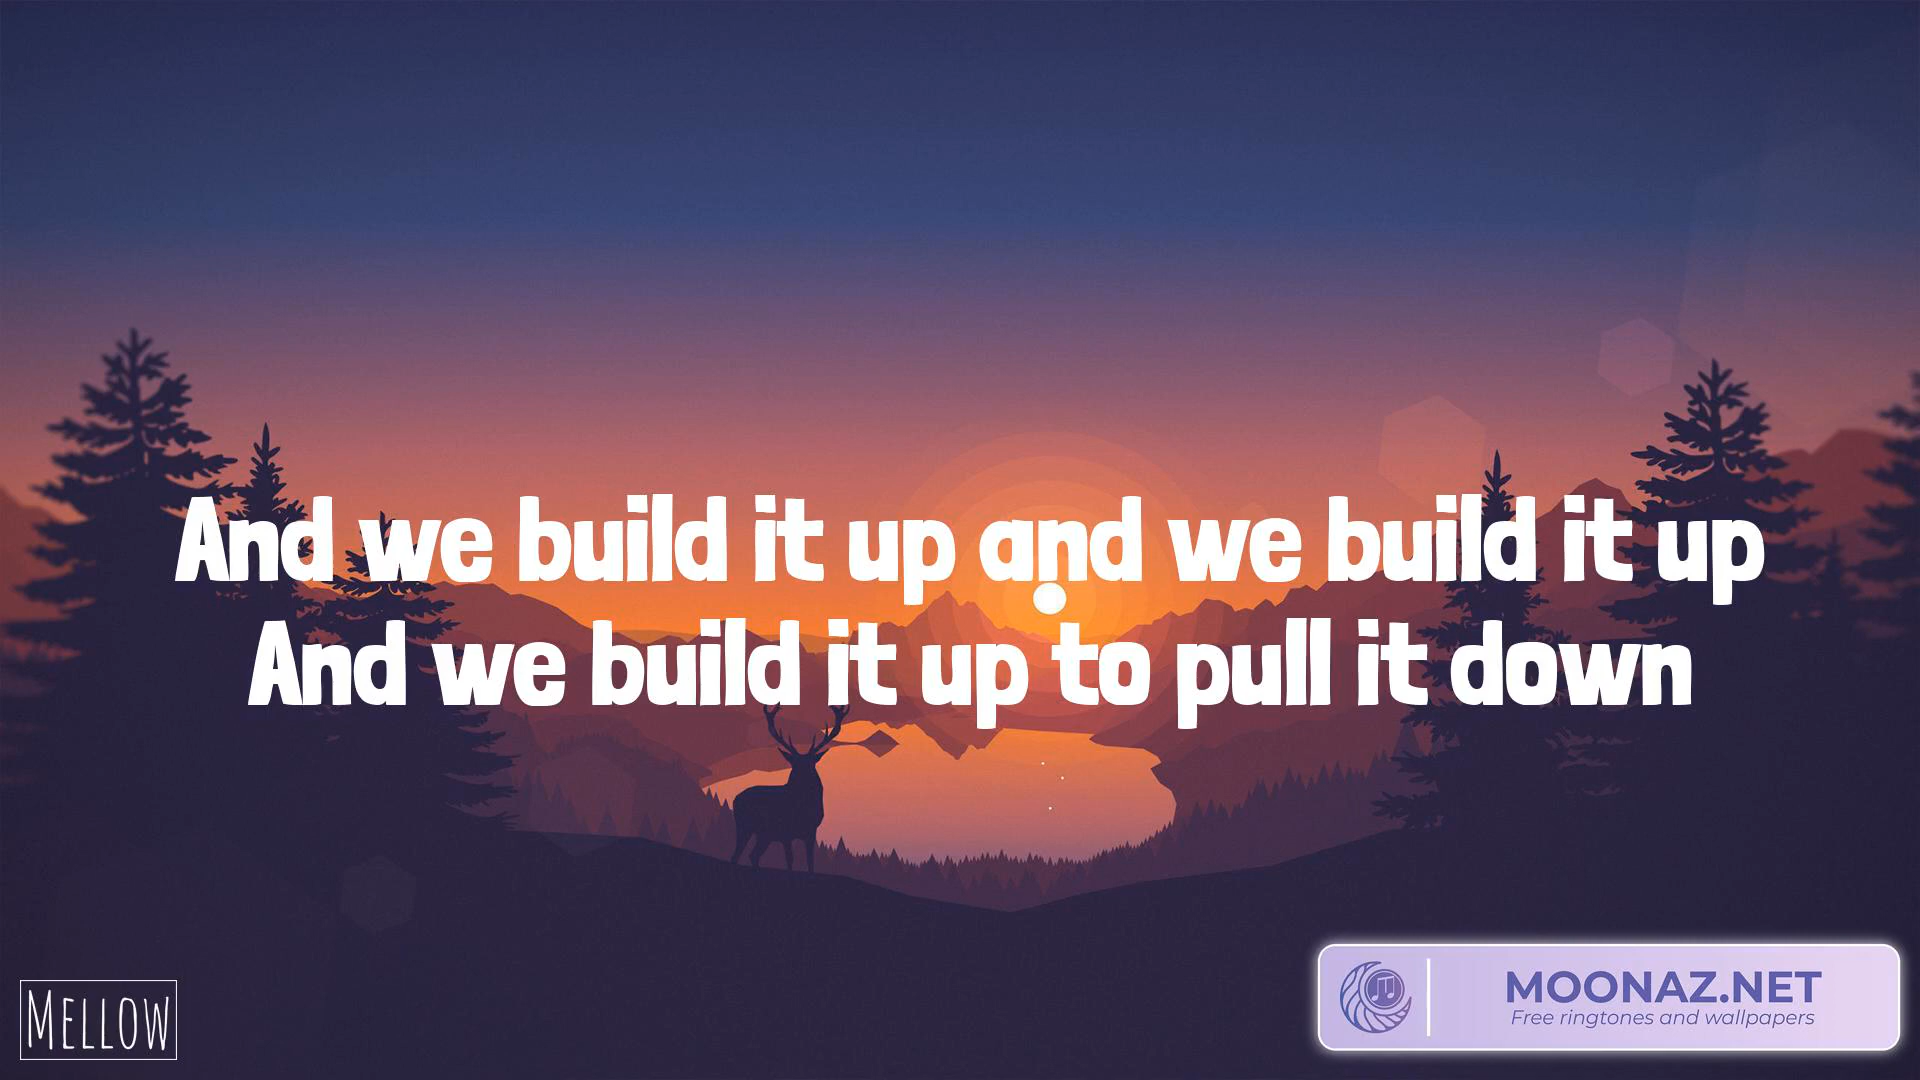 And we build it up and we build it up
And we build it up to pull it down
MELLOW
MOONAZ.NET
Free ringtones and wallpapers